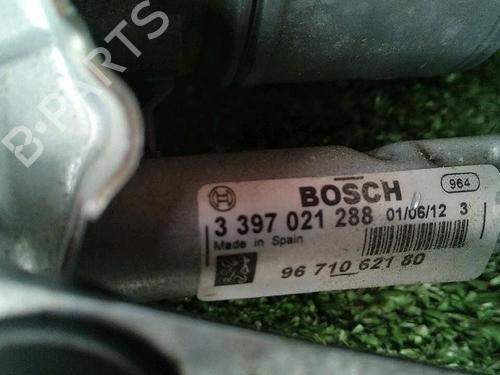 B-PARTS
BOSCH 964
3 397 021 288 01/06/12 3
Made in Spain
96 710 621 80